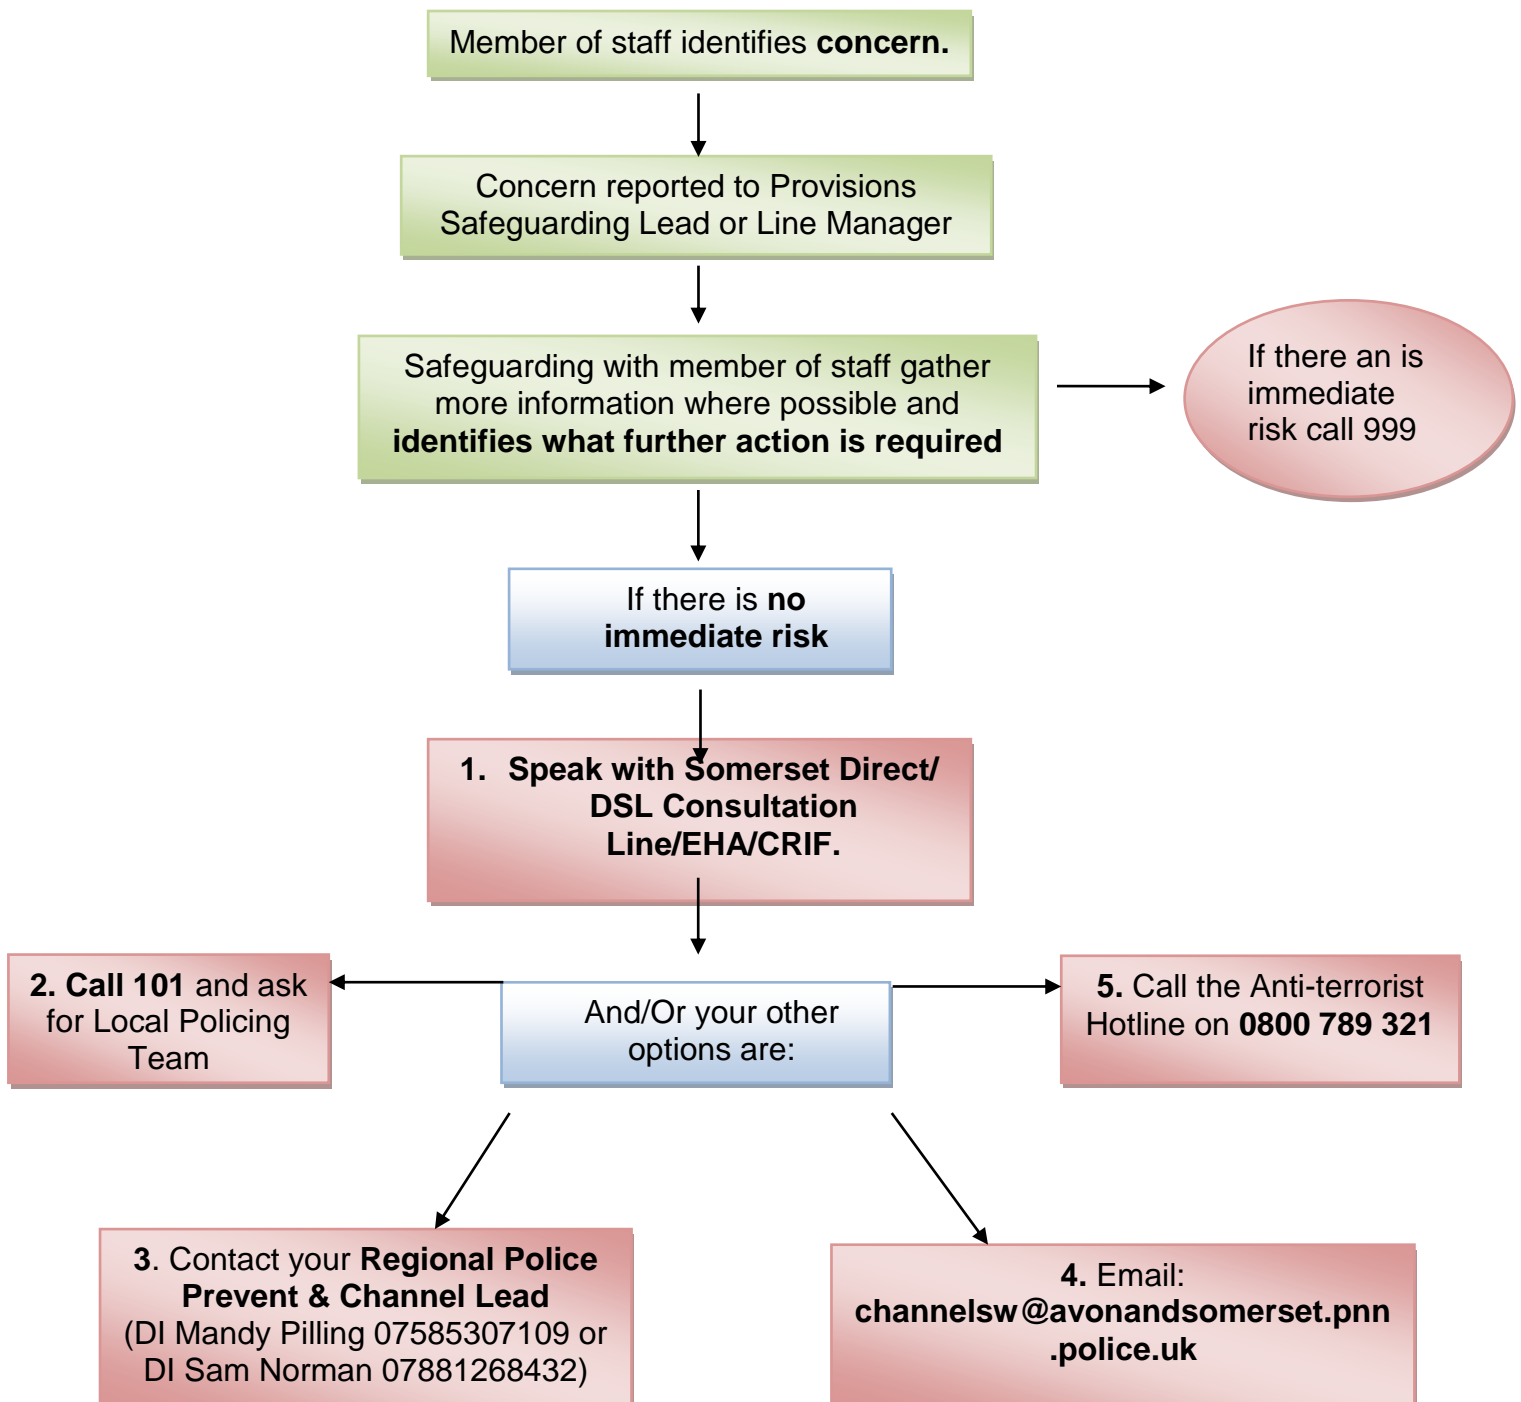 Member of staff identifies concern.
Concern reported to Provisions
Safeguarding Lead or Line Manager
Safeguarding with member of staff gather
more information where possible and
identifies what further action is required
If there an is
immediate
risk call 999
If there is no
immediate risk
1. Speak with Somerset Direct/
DSL Consultation
Line/EHA/CRIF.
2. Call 101 and ask
for Local Policing
Team
And/Or your other
options are:
5. Call the Anti-terrorist
Hotline on 0800 789 321
3. Contact your Regional Police
Prevent & Channel Lead
(DI Mandy Pilling 07585307109 or
DI Sam Norman 07881268432)
4. Email:
channelsw@avonandsomerset.pnn
.police.uk